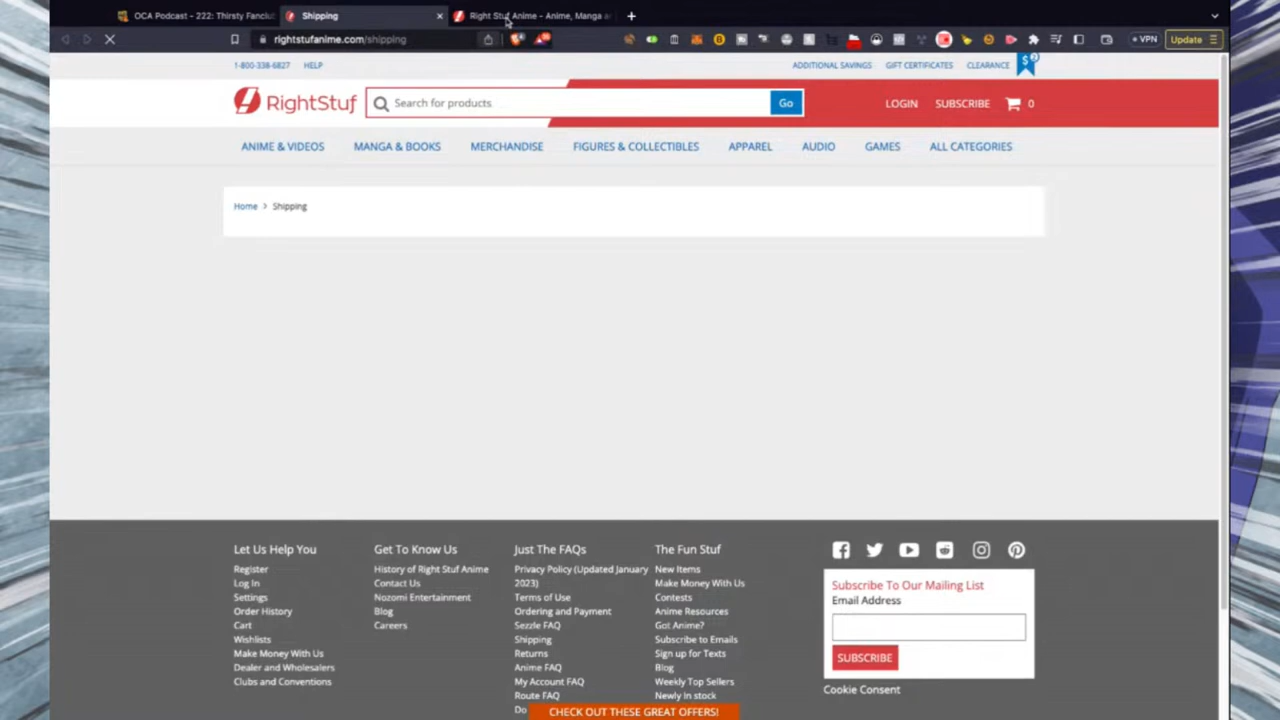 OCA Podcast - 222: Thirsty Fanclu
Shipping
Right Stuf Anime - Anime, Manga a
rightstufanime.com/shipping
VPN
Update
1-800-338-6827
HELP
ADDITIONAL SAVINGS
GIFT CERTIFICATES
CLEARANCE
$
RightStuf
Search for products
Go
LOGIN
SUBSCRIBE
0
ANIME & VIDEOS
MANGA & BOOKS
MERCHANDISE
FIGURES & COLLECTIBLES
APPAREL
AUDIO
GAMES
ALL CATEGORIES
Home > Shipping
Let Us Help You
Register
Log In
Settings
Order History
Cart
Wishlists
Make Money With Us
Dealer and Wholesalers
Clubs and Conventions
Get To Know Us
History of Right Stuf Anime
Contact Us
Nozomi Entertainment
Blog
Careers
Just The FAQs
Privacy Policy (Updated January
2023)
Terms of Use
Ordering and Payment
Sezzle FAQ
Shipping
Returns
Anime FAQ
My Account FAQ
Route FAQ
Do
The Fun Stuf
New Items
Make Money With Us
Contests
Anime Resources
Got Anime?
Subscribe to Emails
Sign up for Texts
Blog
Weekly Top Sellers
Newly In stock
Subscribe To Our Mailing List
Email Address
SUBSCRIBE
Cookie Consent
CHECK OUT THESE GREAT OFFERS!